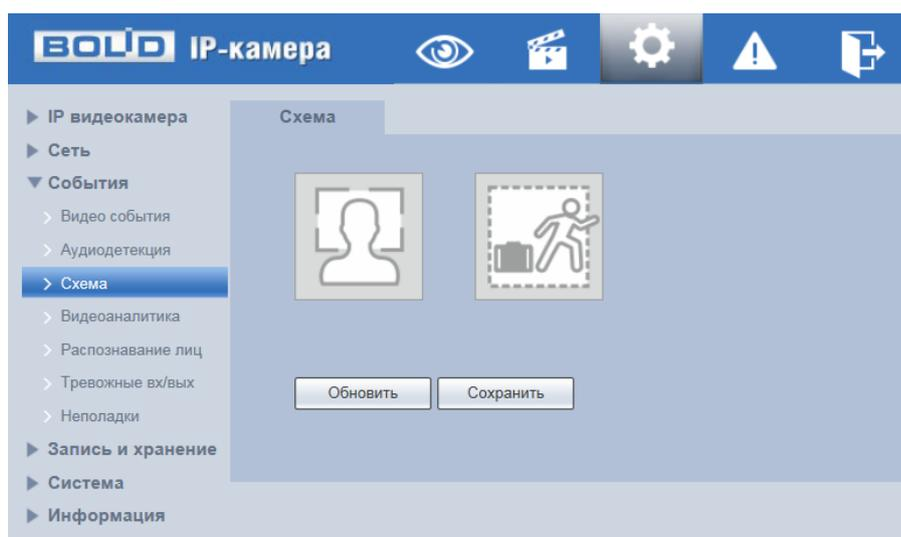 BOLID IP-камера
IP видеокамера
Сеть
События
Видео события
Аудиодетекция
Схема
Видеоаналитика
Распознавание лиц
Тревожные вх/вых
Неполадки
Запись и хранение
Система
Информация
Схема
Обновить Сохранить